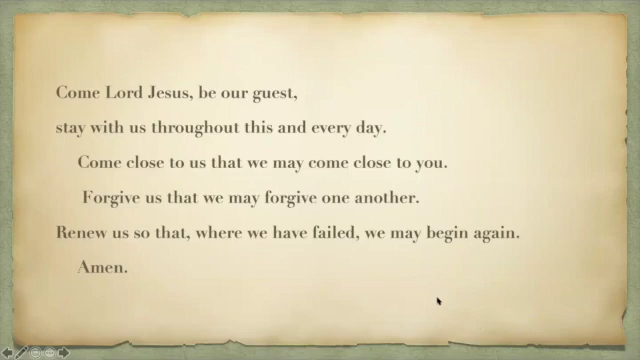 Come Lord Jesus, be our guest,
stay with us throughout this and every day.
Come close to us that we may come close to you.
Forgive us that we may forgive one another.
Renew us so that, where we have failed, we may begin again.
Amen.